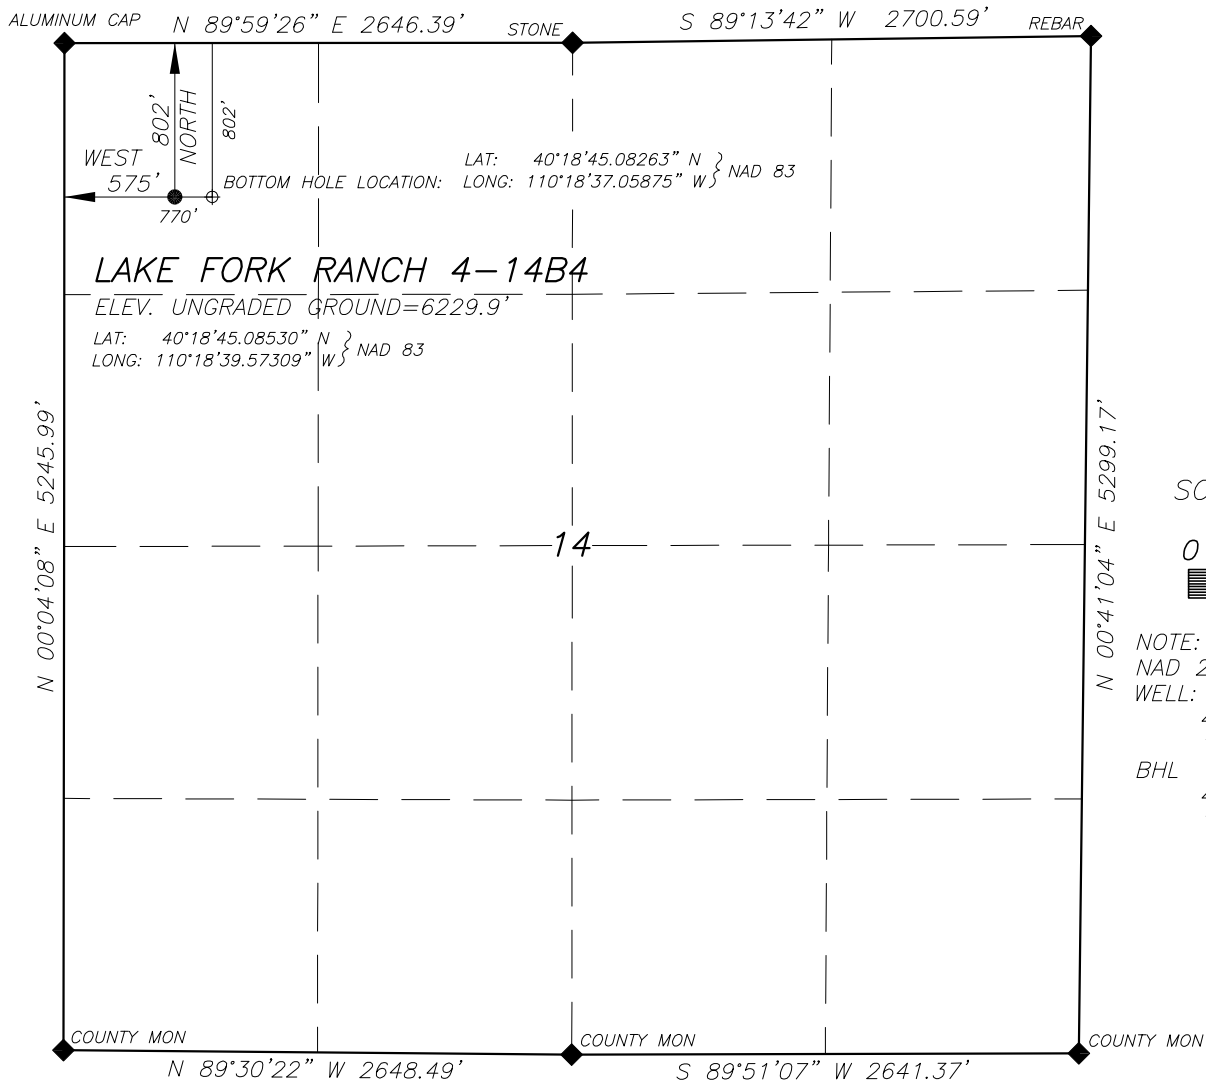 ALUMINUM CAP
N 89°59'26" E 2646.39'
STONE
S 89°13'42" W 2700.59'
REBAR
802'
NORTH
802'
WEST
575'
770'
BOTTOM HOLE LOCATION:
LAT: 40°18'45.08263" N
LONG: 110°18'37.05875" W
} NAD 83
LAKE FORK RANCH 4-14B4
ELEV. UNGRADED GROUND=6229.9'
LAT: 40°18'45.08530" N
LONG: 110°18'39.57309" W
} NAD 83
N 00°04'08" E 5245.99'
14
N 00°41'04" E 5299.17'
0
NOTE:
NAD 2
WELL:
BHL
COUNTY MON
N 89°30'22" W 2648.49'
COUNTY MON
S 89°51'07" W 2641.37'
COUNTY MON